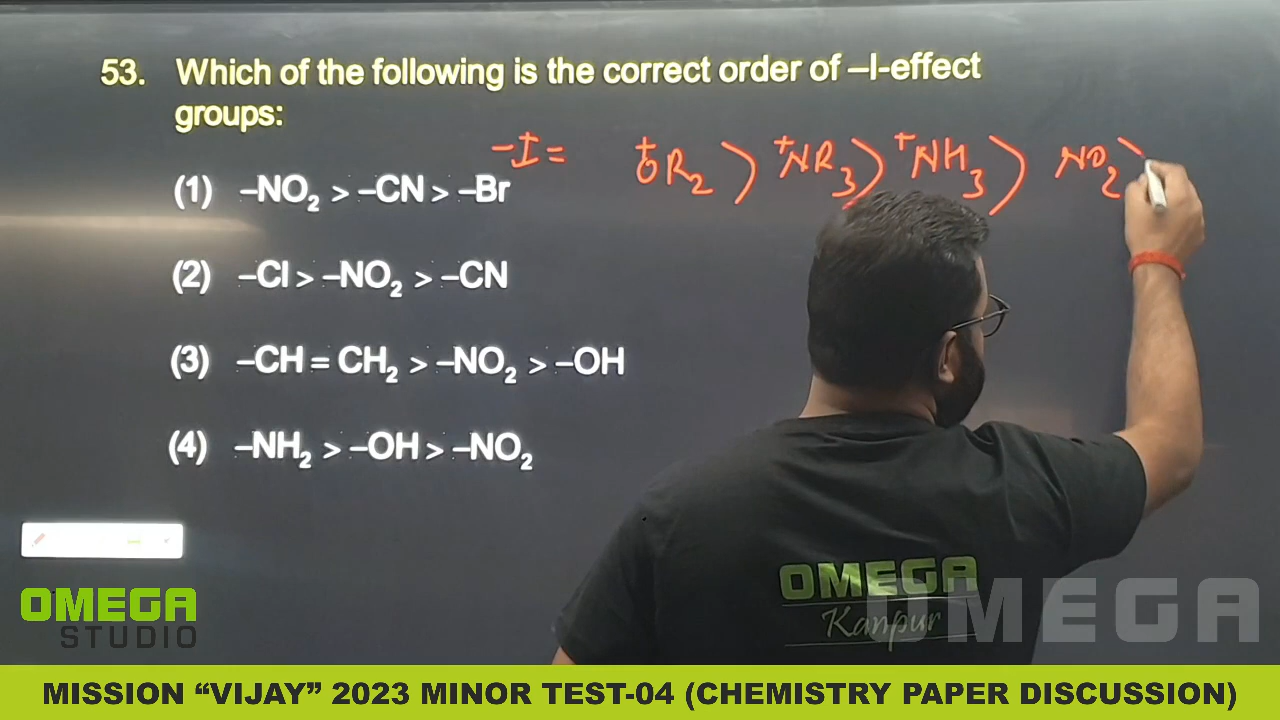 53. Which of the following is the correct order of –I-effect
groups:
-I = +OR₂ > +NR₃ > +NH₃ > NO₂ >
(1) –NO₂ > –CN > –Br
(2) –Cl > –NO₂ > –CN
(3) –CH = CH₂ > –NO₂ > –OH
(4) –NH₂ > –OH > –NO₂
OMEGA
STUDIO
OMEGA
Kanpur
OMEGA
MISSION “VIJAY” 2023 MINOR TEST-04 (CHEMISTRY PAPER DISCUSSION)